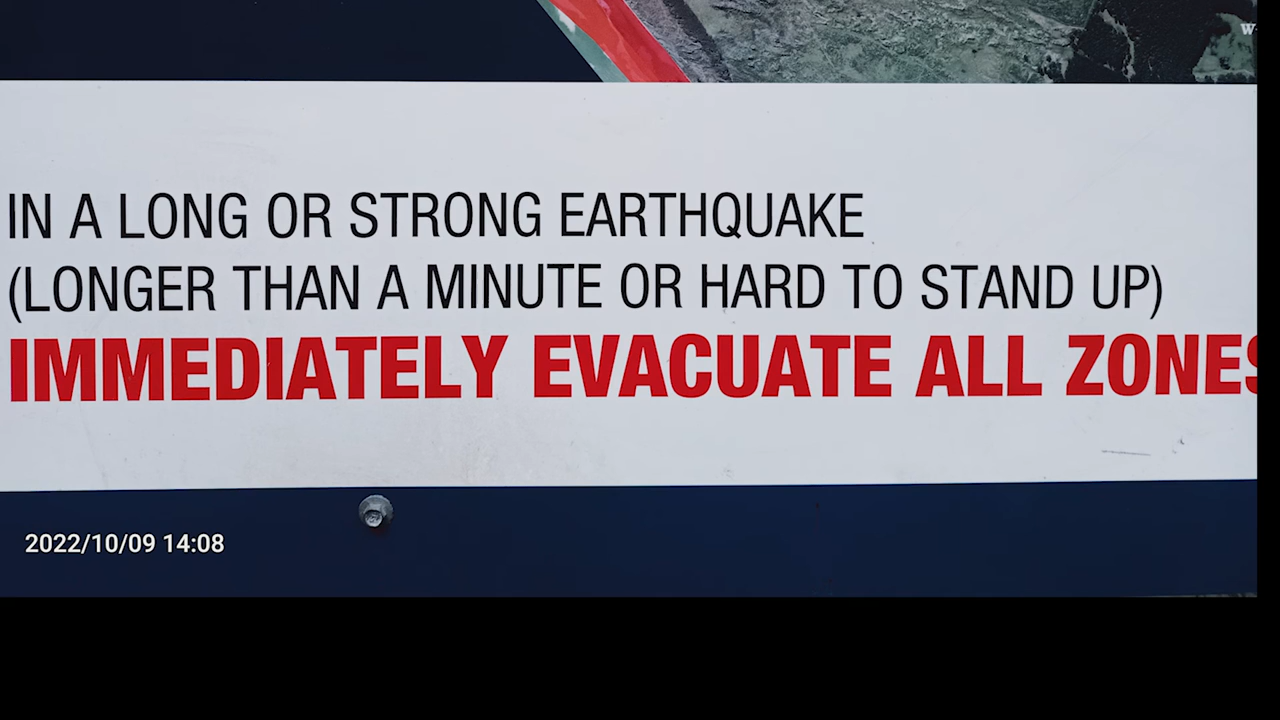 IN A LONG OR STRONG EARTHQUAKE
(LONGER THAN A MINUTE OR HARD TO STAND UP)
IMMEDIATELY EVACUATE ALL ZONES
2022/10/09 14:08